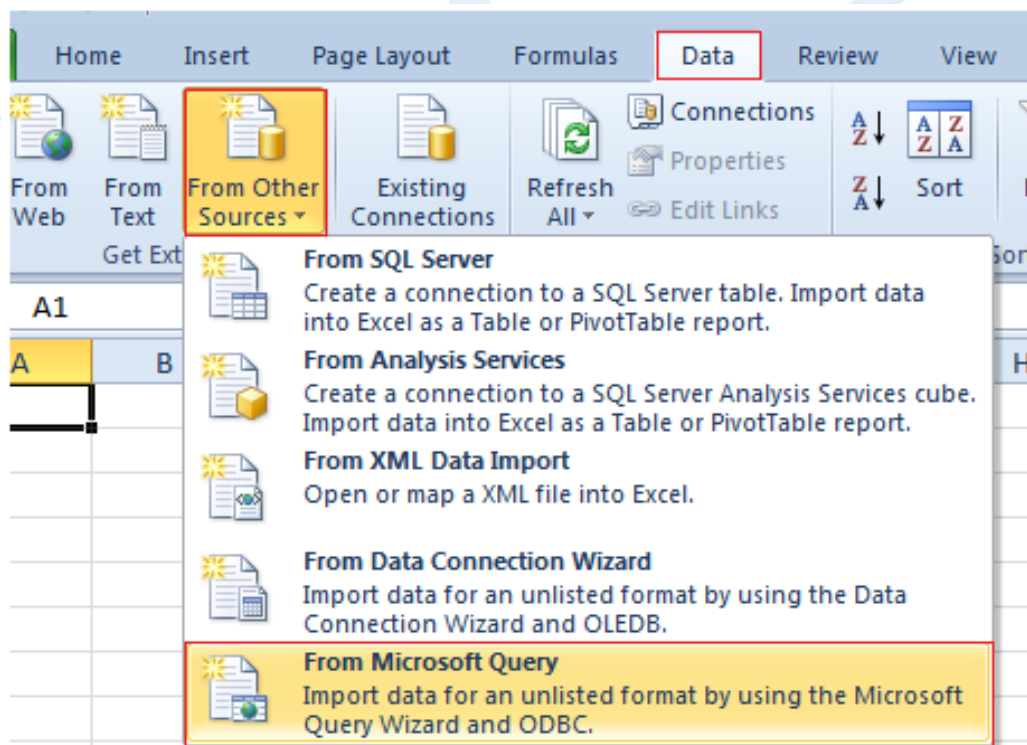 Home Insert Page Layout Formulas Data Review View
Connections
Properties
Edit Links
From Web
From Text
From Other Sources
Existing Connections
Refresh All
Sort
Get Ext
A1
A B H
From SQL Server
Create a connection to a SQL Server table. Import data
into Excel as a Table or PivotTable report.
From Analysis Services
Create a connection to a SQL Server Analysis Services cube.
Import data into Excel as a Table or PivotTable report.
From XML Data Import
Open or map a XML file into Excel.
From Data Connection Wizard
Import data for an unlisted format by using the Data
Connection Wizard and OLEDB.
From Microsoft Query
Import data for an unlisted format by using the Microsoft
Query Wizard and ODBC.